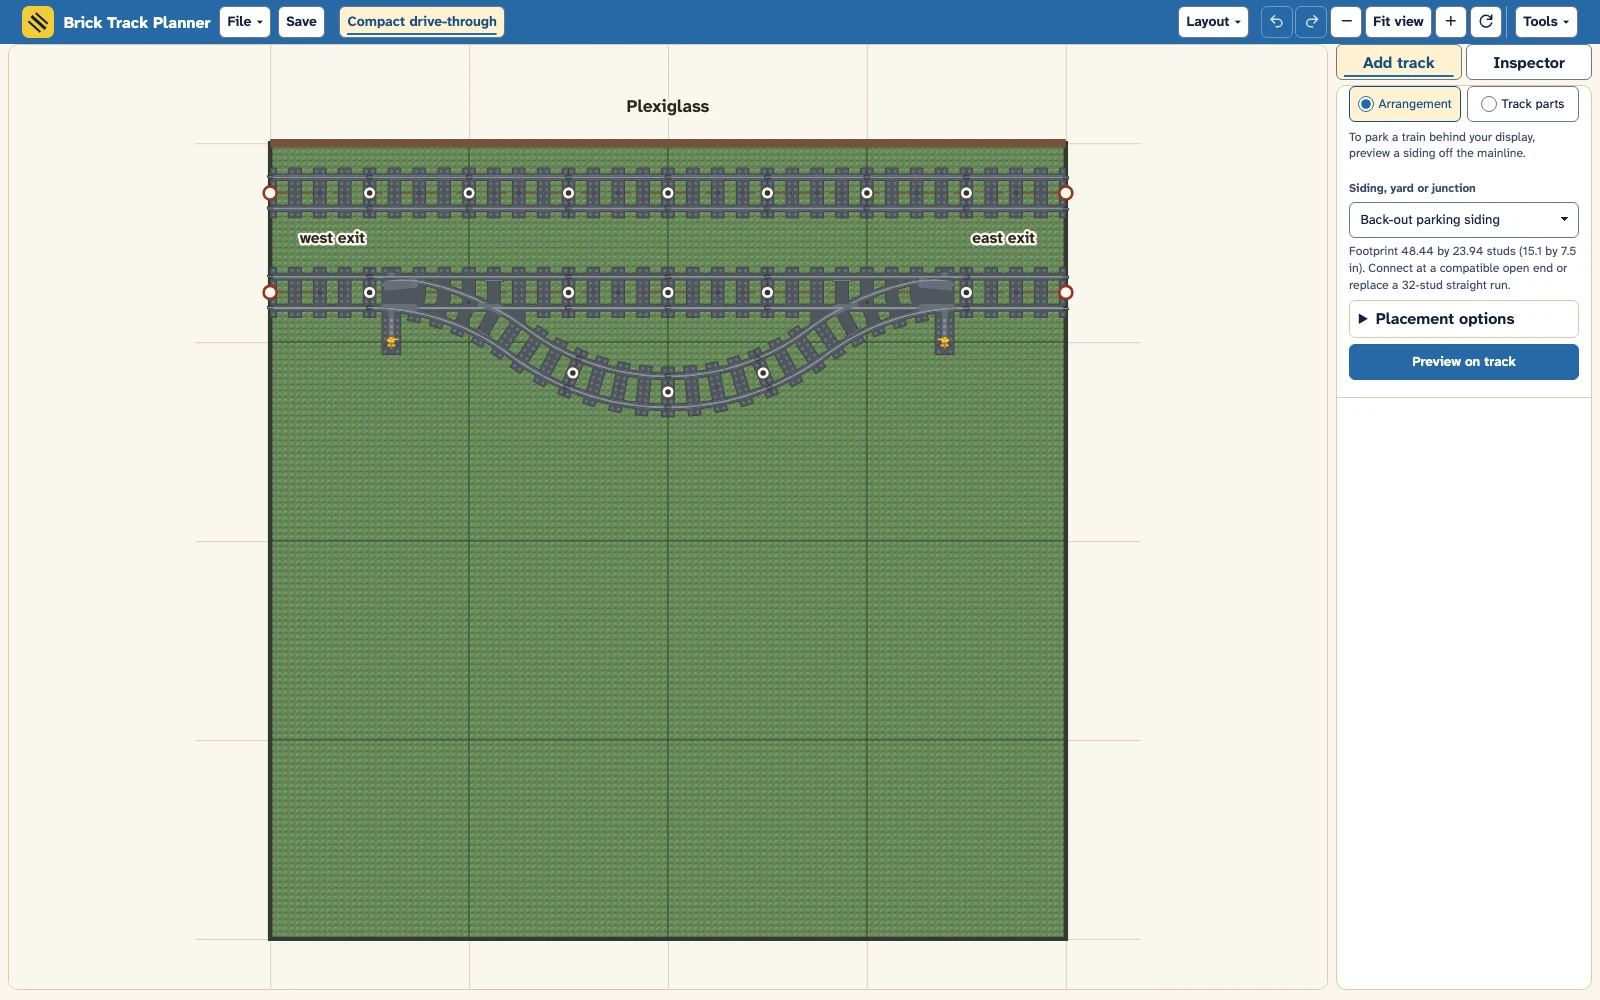 Brick Track Planner
File
Save
Compact drive-through
Layout
Fit view
Tools
Add track
Inspector
Arrangement
Track parts
To park a train behind your display,
preview a siding off the mainline.
Siding, yard or junction
Back-out parking siding
Footprint 48.44 by 23.94 studs (15.1 by 7.5
in). Connect at a compatible open end or
replace a 32-stud straight run.
Placement options
Preview on track
Plexiglass
west exit
east exit